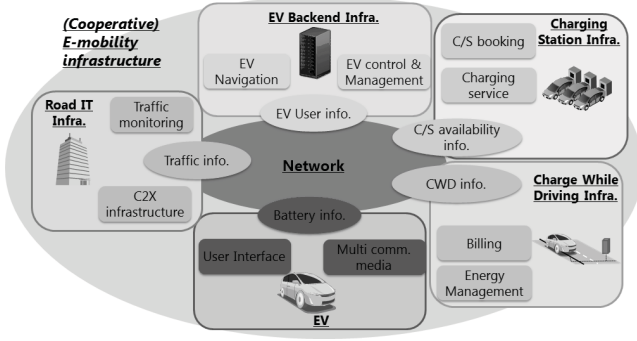 (Cooperative)
E-mobility
infrastructure
EV Backend Infra.
EV
Navigation
EV control &
Management
EV User info.
Charging
Station Infra.
C/S booking
Charging
service
C/S availability
info.
Road IT
Infra.
Traffic
monitoring
Traffic info.
C2X
infrastructure
Network
CWD info.
Charge While
Driving Infra.
Billing
Energy
Management
Battery info.
User Interface
Multi comm.
media
EV